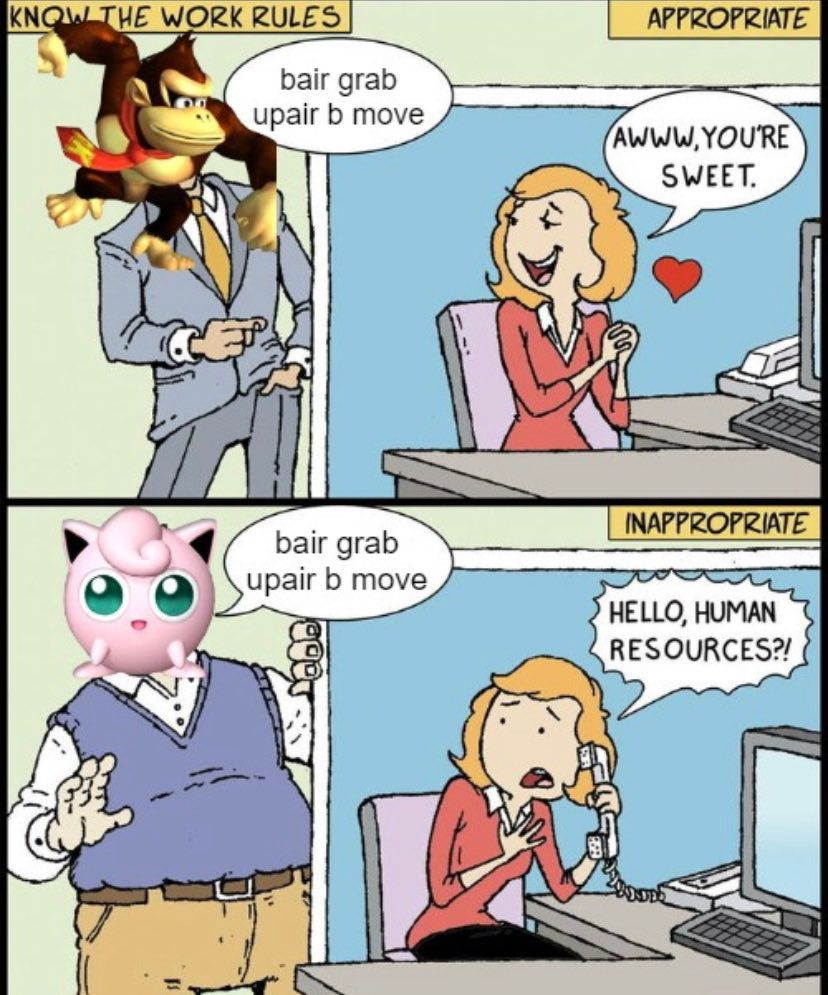 KNOW THE WORK RULES
APPROPRIATE
bair grab
upair b move
AWWW, YOU'RE
SWEET.
INAPPROPRIATE
bair grab
upair b move
HELLO, HUMAN
RESOURCES?!